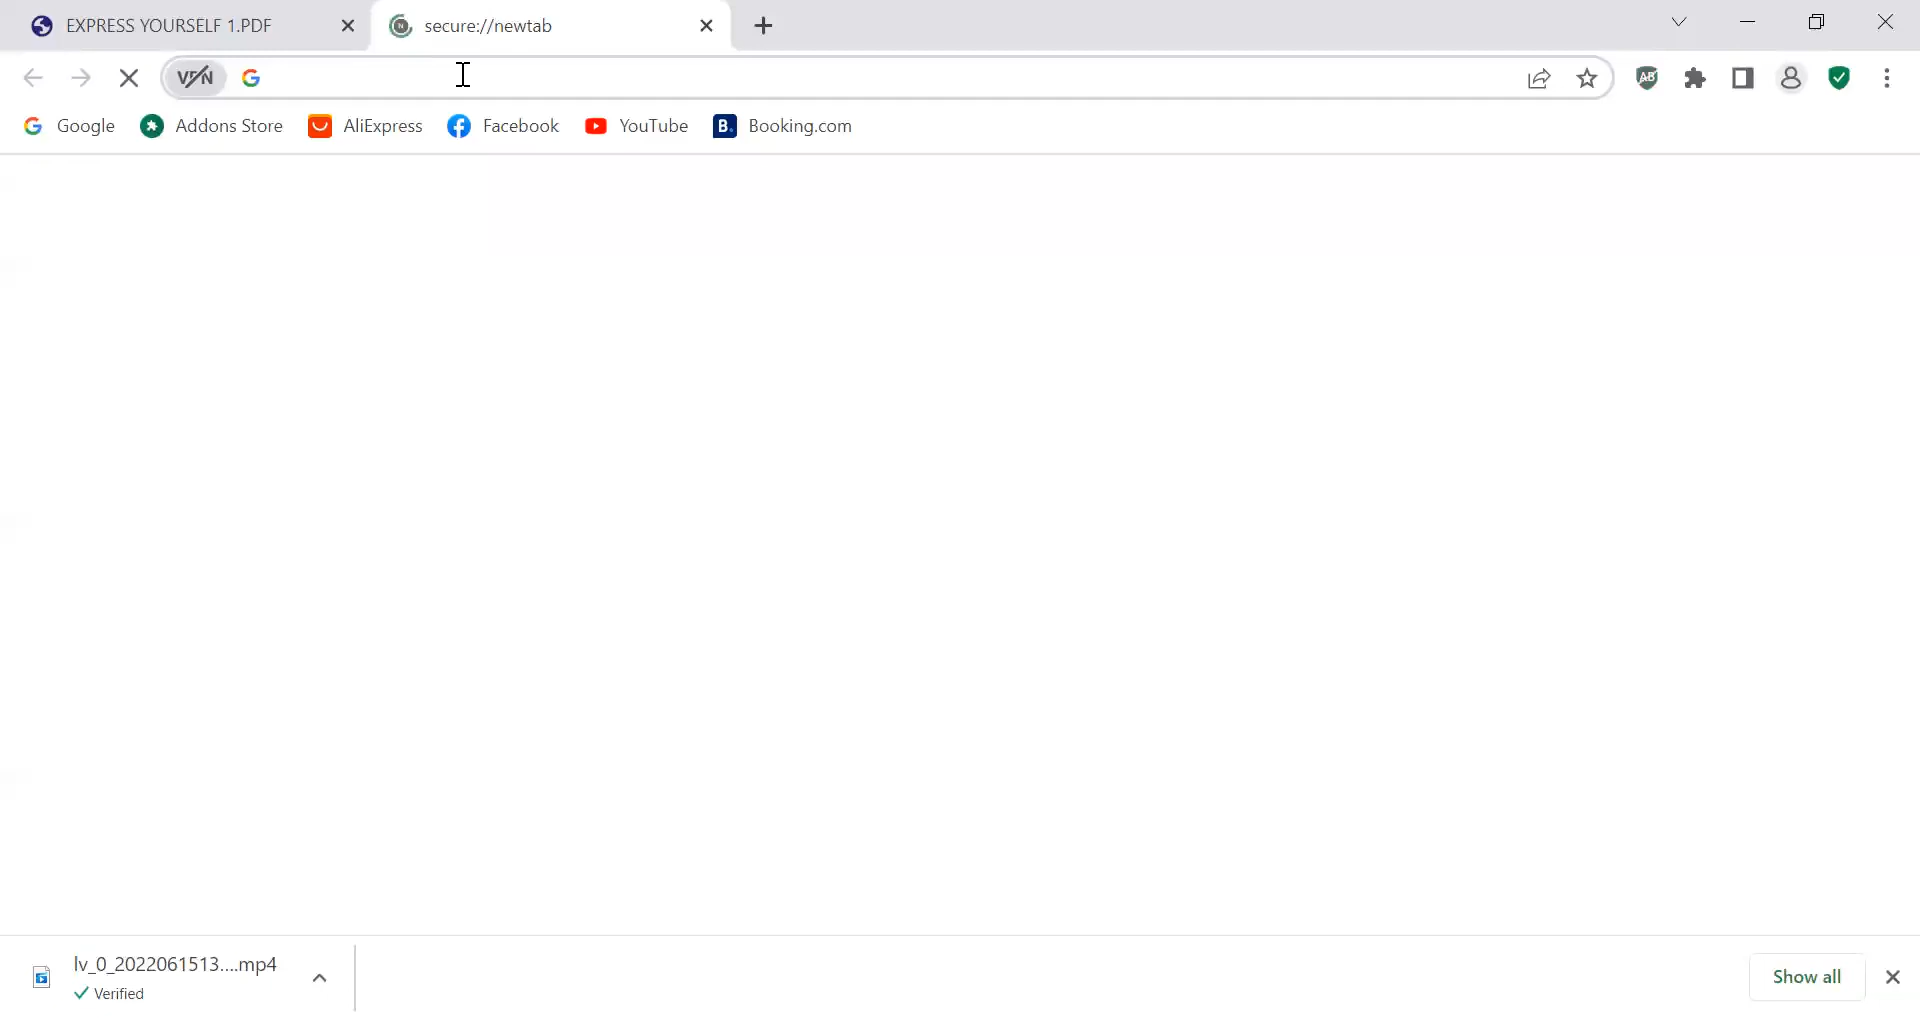 EXPRESS YOURSELF 1.PDF
secure://newtab
VPN
Google
Addons Store
AliExpress
Facebook
YouTube
B. Booking.com
lv_0_2022061513....mp4
Verified
Show all